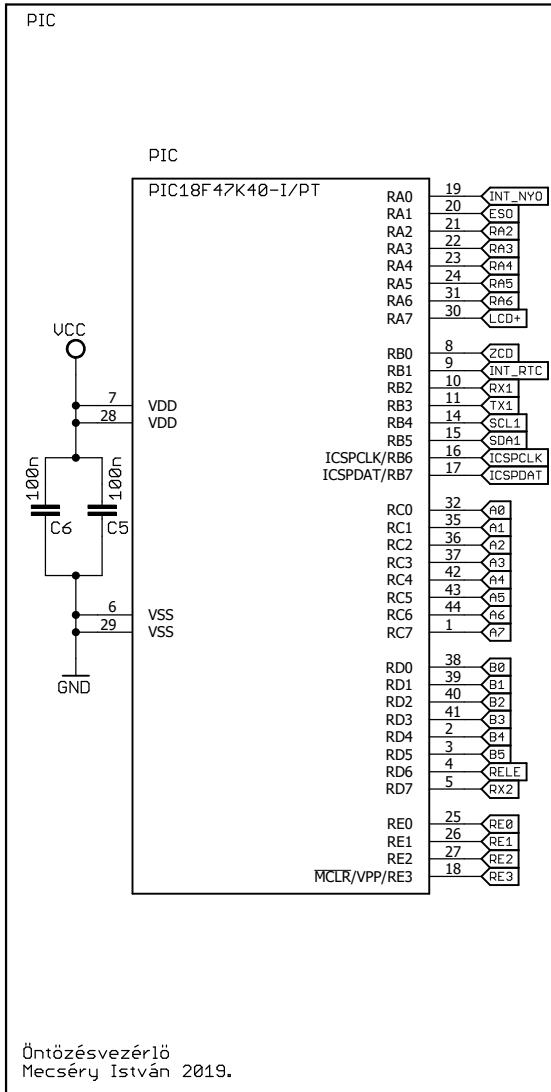 PIC
PIC
PIC18F47K40-I/PT
RA0 19 INT_NYO
RA1 20 ESO
RA2 21 RA2
RA3 22 RA3
RA4 23 RA4
RA5 24 RA5
RA6 31 RA6
RA7 30 LCD+
VCC
RB0 8 ZCD
RB1 9 INT_RTC
RB2 10 RX1
7 VDD RB3 11 TX1
28 VDD RB4 14 SCL1
RB5 15 SDA1
ICSPCLK/RB6 16 ICSPCLK
ICSPDAT/RB7 17 ICSPDAT
100n 100n
C6 C5
RC0 32 A0
RC1 35 A1
RC2 36 A2
RC3 37 A3
RC4 42 A4
RC5 43 A5
6 VSS RC6 44 A6
29 VSS RC7 1 A7
GND
RD0 38 B0
RD1 39 B1
RD2 40 B2
RD3 41 B3
RD4 2 B4
RD5 3 B5
RD6 4 RELE
RD7 5 RX2
RE0 25 RE0
RE1 26 RE1
RE2 27 RE2
MCLR/VPP/RE3 18 RE3
Öntözésvezérlö
Mecséry István 2019.